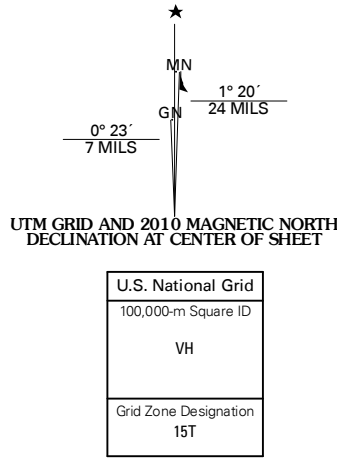 ★
MN
1° 20´
24 MILS
GN
0° 23´
7 MILS
UTM GRID AND 2010 MAGNETIC NORTH
DECLINATION AT CENTER OF SHEET
U.S. National Grid
100,000-m Square ID
VH
Grid Zone Designation
15T